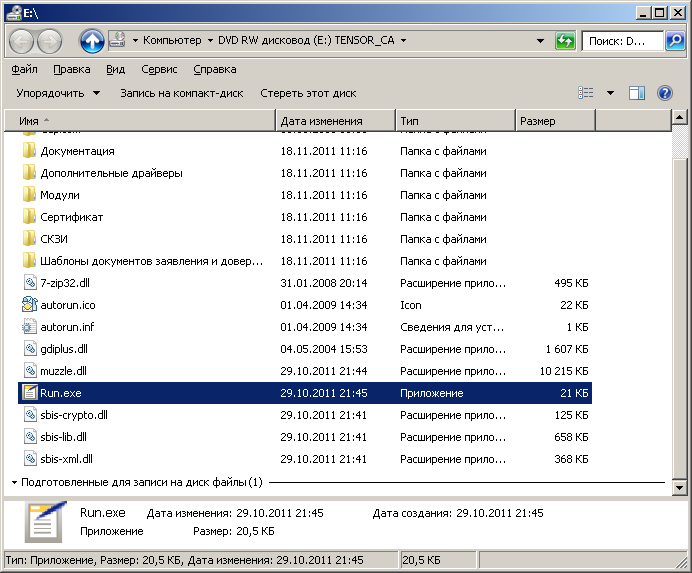 E:\
Компьютер DVD RW дисковод (E:) TENSOR_CA Поиск: D...
Файл Правка Вид Сервис Справка
Упорядочить Запись на компакт-диск Стереть этот диск
Имя Дата изменения Тип Размер
Документация 18.11.2011 11:16 Папка с файлами
Дополнительные драйверы 18.11.2011 11:16 Папка с файлами
Модули 18.11.2011 11:16 Папка с файлами
Сертификат 18.11.2011 11:16 Папка с файлами
СКЗИ 18.11.2011 11:16 Папка с файлами
Шаблоны документов заявления и довер... 18.11.2011 11:16 Папка с файлами
7-zip32.dll 31.01.2008 20:14 Расширение прило... 495 КБ
autorun.ico 01.04.2009 14:34 Icon 22 КБ
autorun.inf 01.04.2009 14:34 Сведения для уст... 1 КБ
gdiplus.dll 04.05.2004 15:53 Расширение прило... 1 607 КБ
muzzle.dll 29.10.2011 21:44 Расширение прило... 10 215 КБ
Run.exe 29.10.2011 21:45 Приложение 21 КБ
sbis-crypto.dll 29.10.2011 21:41 Расширение прило... 125 КБ
sbis-lib.dll 29.10.2011 21:41 Расширение прило... 658 КБ
sbis-xml.dll 29.10.2011 21:41 Расширение прило... 368 КБ
Подготовленные для записи на диск файлы (1)
Run.exe Дата изменения: 29.10.2011 21:45 Дата создания: 29.10.2011 21:45
Приложение Размер: 20,5 КБ
Тип: Приложение, Размер: 20,5 КБ, Дата изменения: 29.10.2011 21:45 20,5 КБ